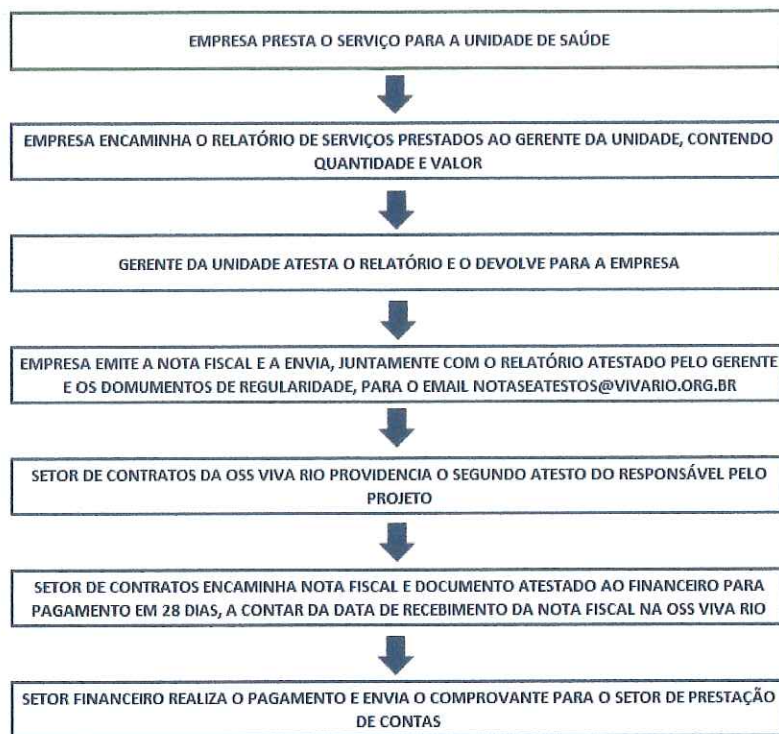 EMPRESA PRESTA O SERVIÇO PARA A UNIDADE DE SAÚDE
EMPRESA ENCAMINHA O RELATÓRIO DE SERVIÇOS PRESTADOS AO GERENTE DA UNIDADE, CONTENDO
QUANTIDADE E VALOR
GERENTE DA UNIDADE ATESTA O RELATÓRIO E O DEVOLVE PARA A EMPRESA
EMPRESA EMITE A NOTA FISCAL E A ENVIA, JUNTAMENTE COM O RELATÓRIO ATESTADO PELO GERENTE
E OS DOMUMENTOS DE REGULARIDADE, PARA O EMAIL NOTASEATESTOS@VIVARIO.ORG.BR
SETOR DE CONTRATOS DA OSS VIVA RIO PROVIDENCIA O SEGUNDO ATESTO DO RESPONSÁVEL PELO
PROJETO
SETOR DE CONTRATOS ENCAMINHA NOTA FISCAL E DOCUMENTO ATESTADO AO FINANCEIRO PARA
PAGAMENTO EM 28 DIAS, A CONTAR DA DATA DE RECEBIMENTO DA NOTA FISCAL NA OSS VIVA RIO
SETOR FINANCEIRO REALIZA O PAGAMENTO E ENVIA O COMPROVANTE PARA O SETOR DE PRESTAÇÃO
DE CONTAS